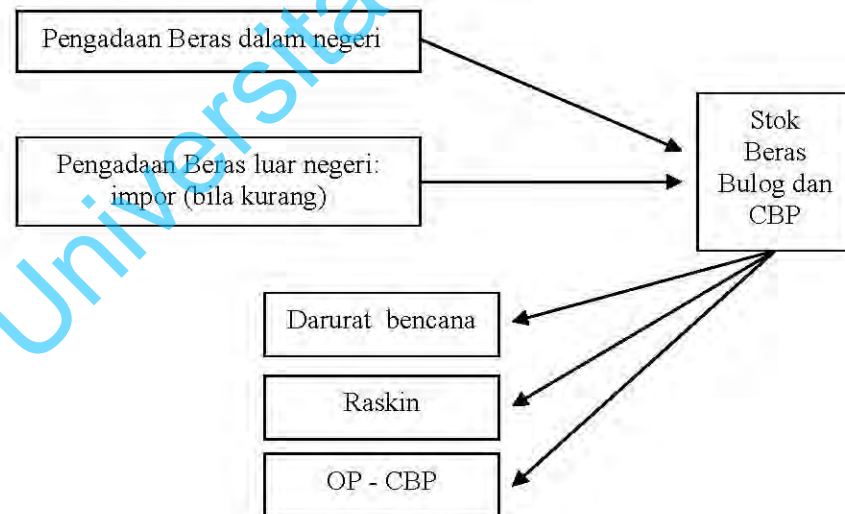 Pengadaan Beras dalam negeri
Pengadaan Beras luar negeri:
impor (bila kurang)
Stok
Beras
Bulog dan
CBP
Darurat bencana
Raskin
OP - CBP
Universita